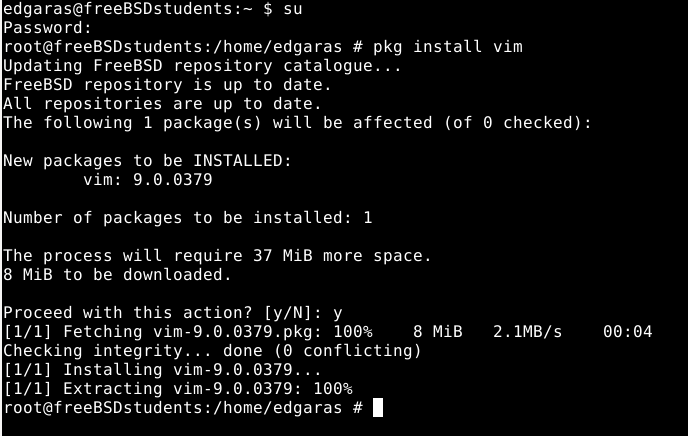 edgaras@freeBSDstudents:~ $ su
Password:
root@freeBSDstudents:/home/edgaras # pkg install vim
Updating FreeBSD repository catalogue...
FreeBSD repository is up to date.
All repositories are up to date.
The following 1 package(s) will be affected (of 0 checked):
New packages to be INSTALLED:
vim: 9.0.0379
Number of packages to be installed: 1
The process will require 37 MiB more space.
8 MiB to be downloaded.
Proceed with this action? [y/N]: y
[1/1] Fetching vim-9.0.0379.pkg: 100%    8 MiB   2.1MB/s    00:04
Checking integrity... done (0 conflicting)
[1/1] Installing vim-9.0.0379...
[1/1] Extracting vim-9.0.0379: 100%
root@freeBSDstudents:/home/edgaras #